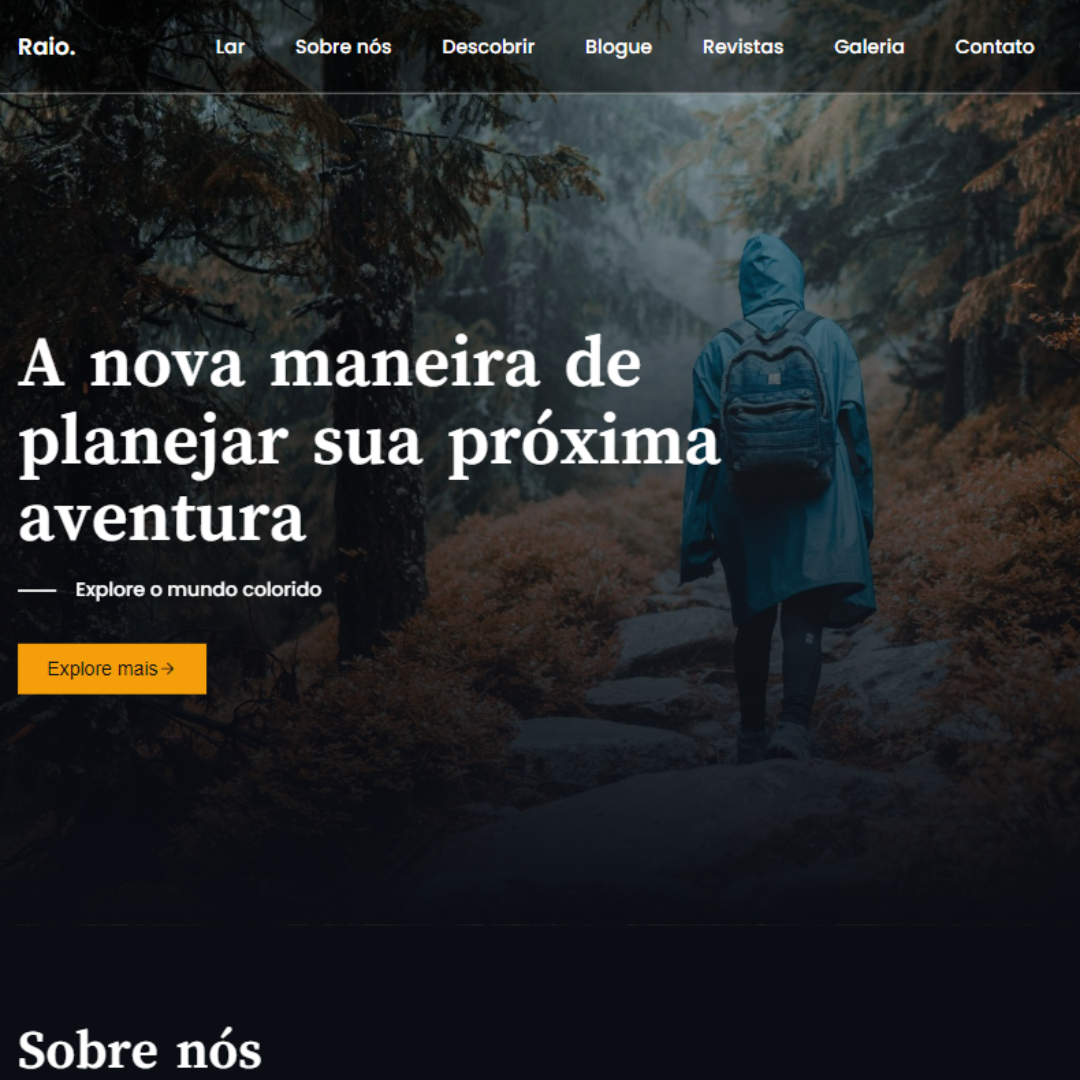 Raio. Lar Sobre nós Descobrir Blogue Revistas Galeria Contato
A nova maneira de
planejar sua próxima
aventura
Explore o mundo colorido
Explore mais→
Sobre nós